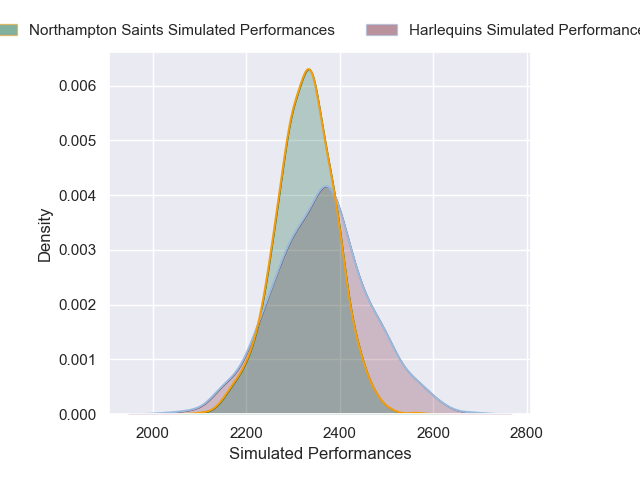 Northampton Saints Simulated Performances Harlequins Simulated Performance
0.006
0.005
0.004
0.003
0.002
0.001
0.000
Density
2000 2200 2400 2600 2800
Simulated Performances